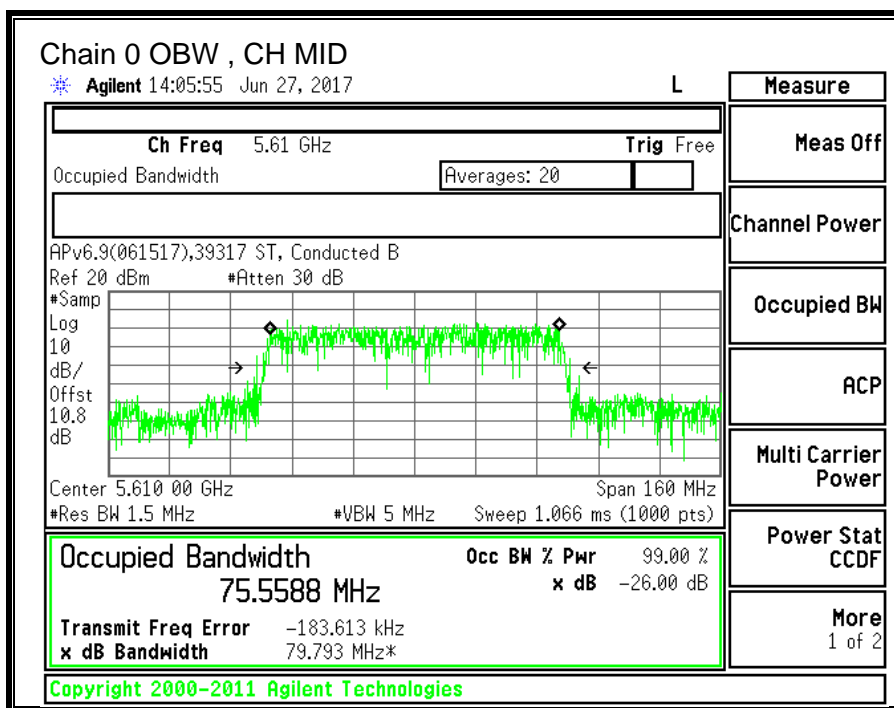 Chain 0 OBW , CH MID
Agilent 14:05:55 Jun 27, 2017 L
Measure
Ch Freq 5.61 GHz Trig Free
Meas Off
Occupied Bandwidth Averages: 20
Channel Power
APv6.9(061517),39317 ST, Conducted B
Ref 20 dBm #Atten 30 dB
#Samp
Log
10
dB/
Offst
10.8
dB
Occupied BW
ACP
Multi Carrier
Power
Center 5.610 00 GHz Span 160 MHz
#Res BW 1.5 MHz #VBW 5 MHz Sweep 1.066 ms (1000 pts)
Occupied Bandwidth Occ BW % Pwr 99.00 %
75.5588 MHz x dB -26.00 dB
Power Stat
CCDF
Transmit Freq Error -183.613 kHz
x dB Bandwidth 79.793 MHz*
More
1 of 2
Copyright 2000-2011 Agilent Technologies